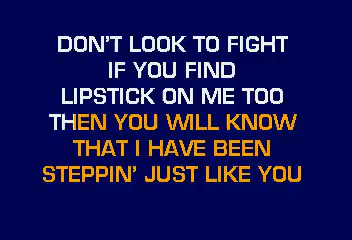 DON'T LOOK TO FIGHT
IF YOU FIND
LIPSTICK ON ME TOO
THEN YOU WILL KNOW
THAT I HAVE BEEN
STEPPIN' JUST LIKE YOU